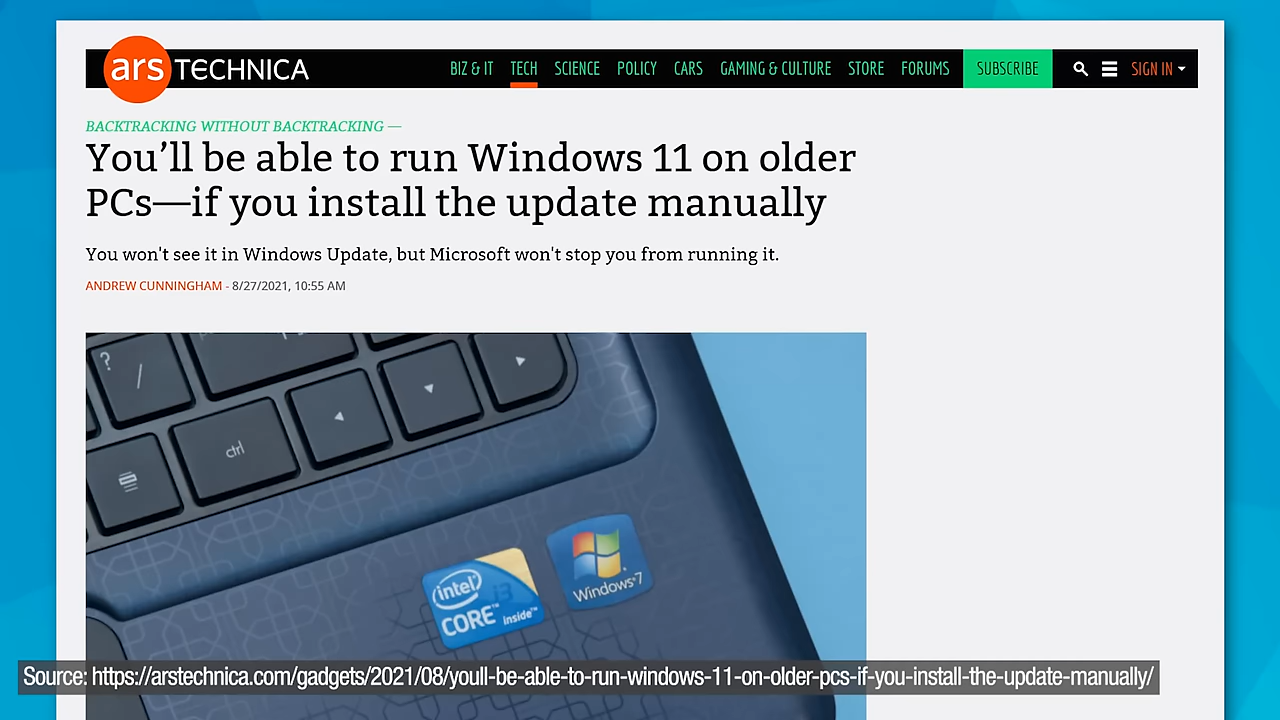 ars TECHNICA
BIZ & IT TECH SCIENCE POLICY CARS GAMING & CULTURE STORE FORUMS SUBSCRIBE SIGN IN
BACKTRACKING WITHOUT BACKTRACKING —
You’ll be able to run Windows 11 on older
PCs—if you install the update manually
You won't see it in Windows Update, but Microsoft won't stop you from running it.
ANDREW CUNNINGHAM - 8/27/2021, 10:55 AM
?
/
ctrl
intel
CORE i3
inside™
Windows 7
Source: https://arstechnica.com/gadgets/2021/08/youll-be-able-to-run-windows-11-on-older-pcs-if-you-install-the-update-manually/